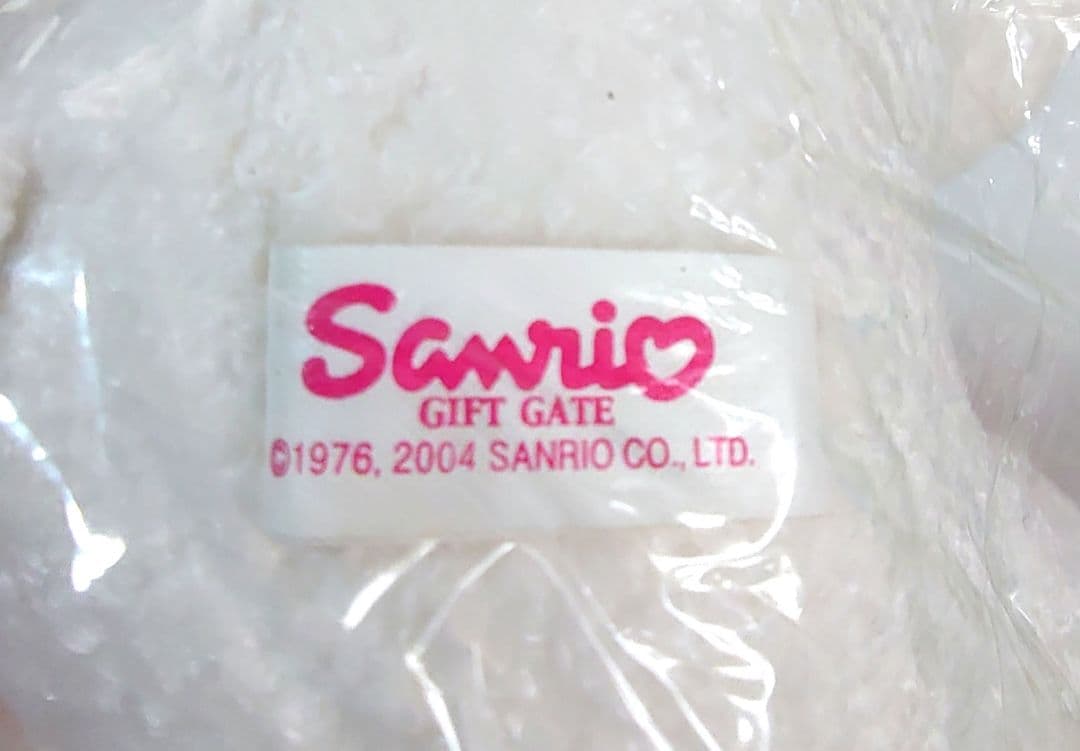 Sanrio
GIFT GATE
©1976, 2004 SANRIO CO., LTD.